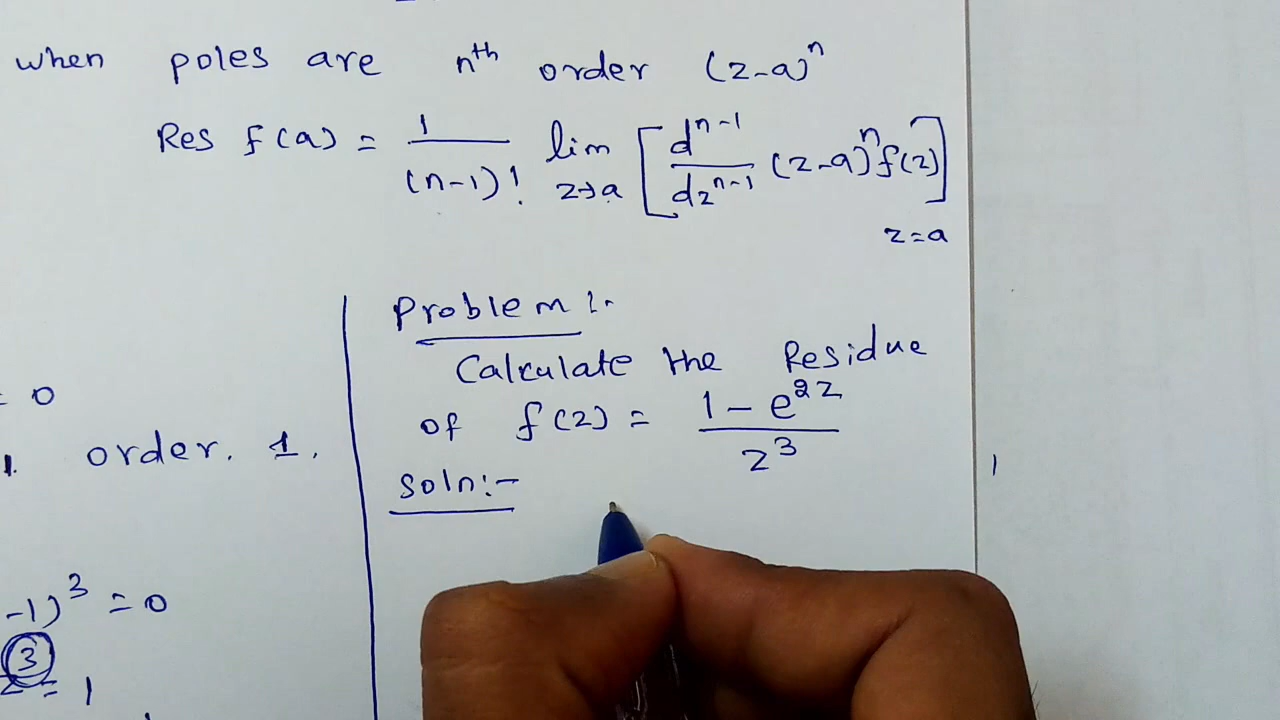 when poles are nth order (z-a)^n
Res f(a) = 1/(n-1)! lim z→a [d^(n-1)/dz^(n-1) (z-a)^n f(z)] z=a
Problem:-
Calculate the Residue
of f(z) = (1-e^(2z))/z^3
Soln:-
= 0
1. order. 1.
-1)^3 = 0
3
z = 1